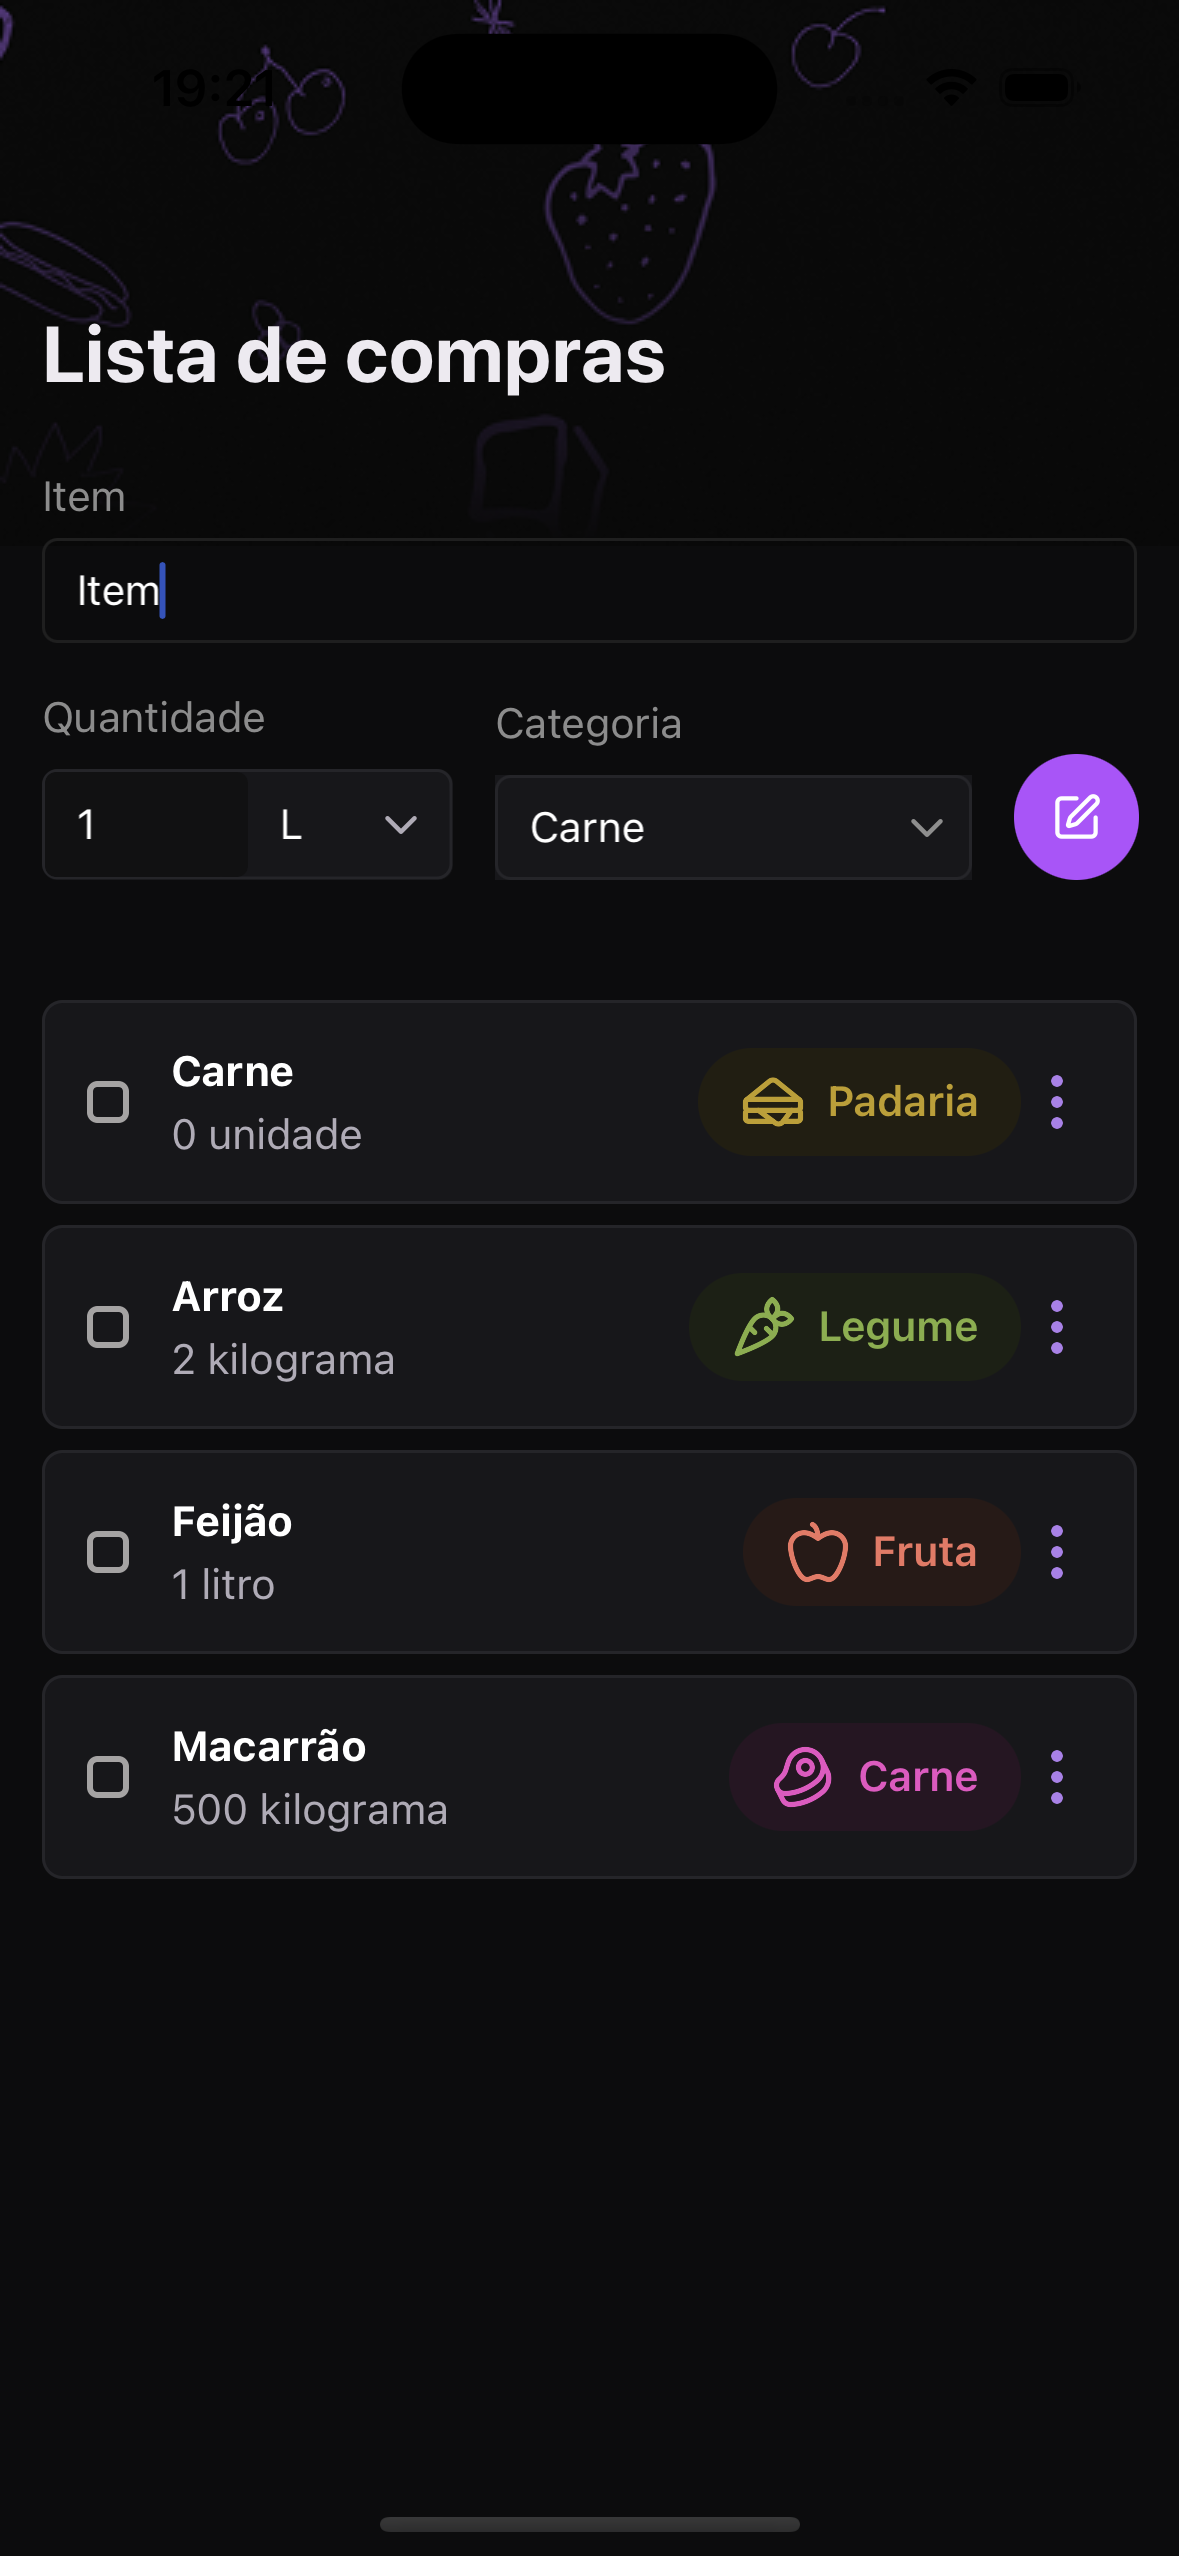 19:21
Lista de compras
Item
Item
Quantidade
Categoria
1
L
Carne
Carne
0 unidade
Padaria
Arroz
2 kilograma
Legume
Feijão
1 litro
Fruta
Macarrão
500 kilograma
Carne